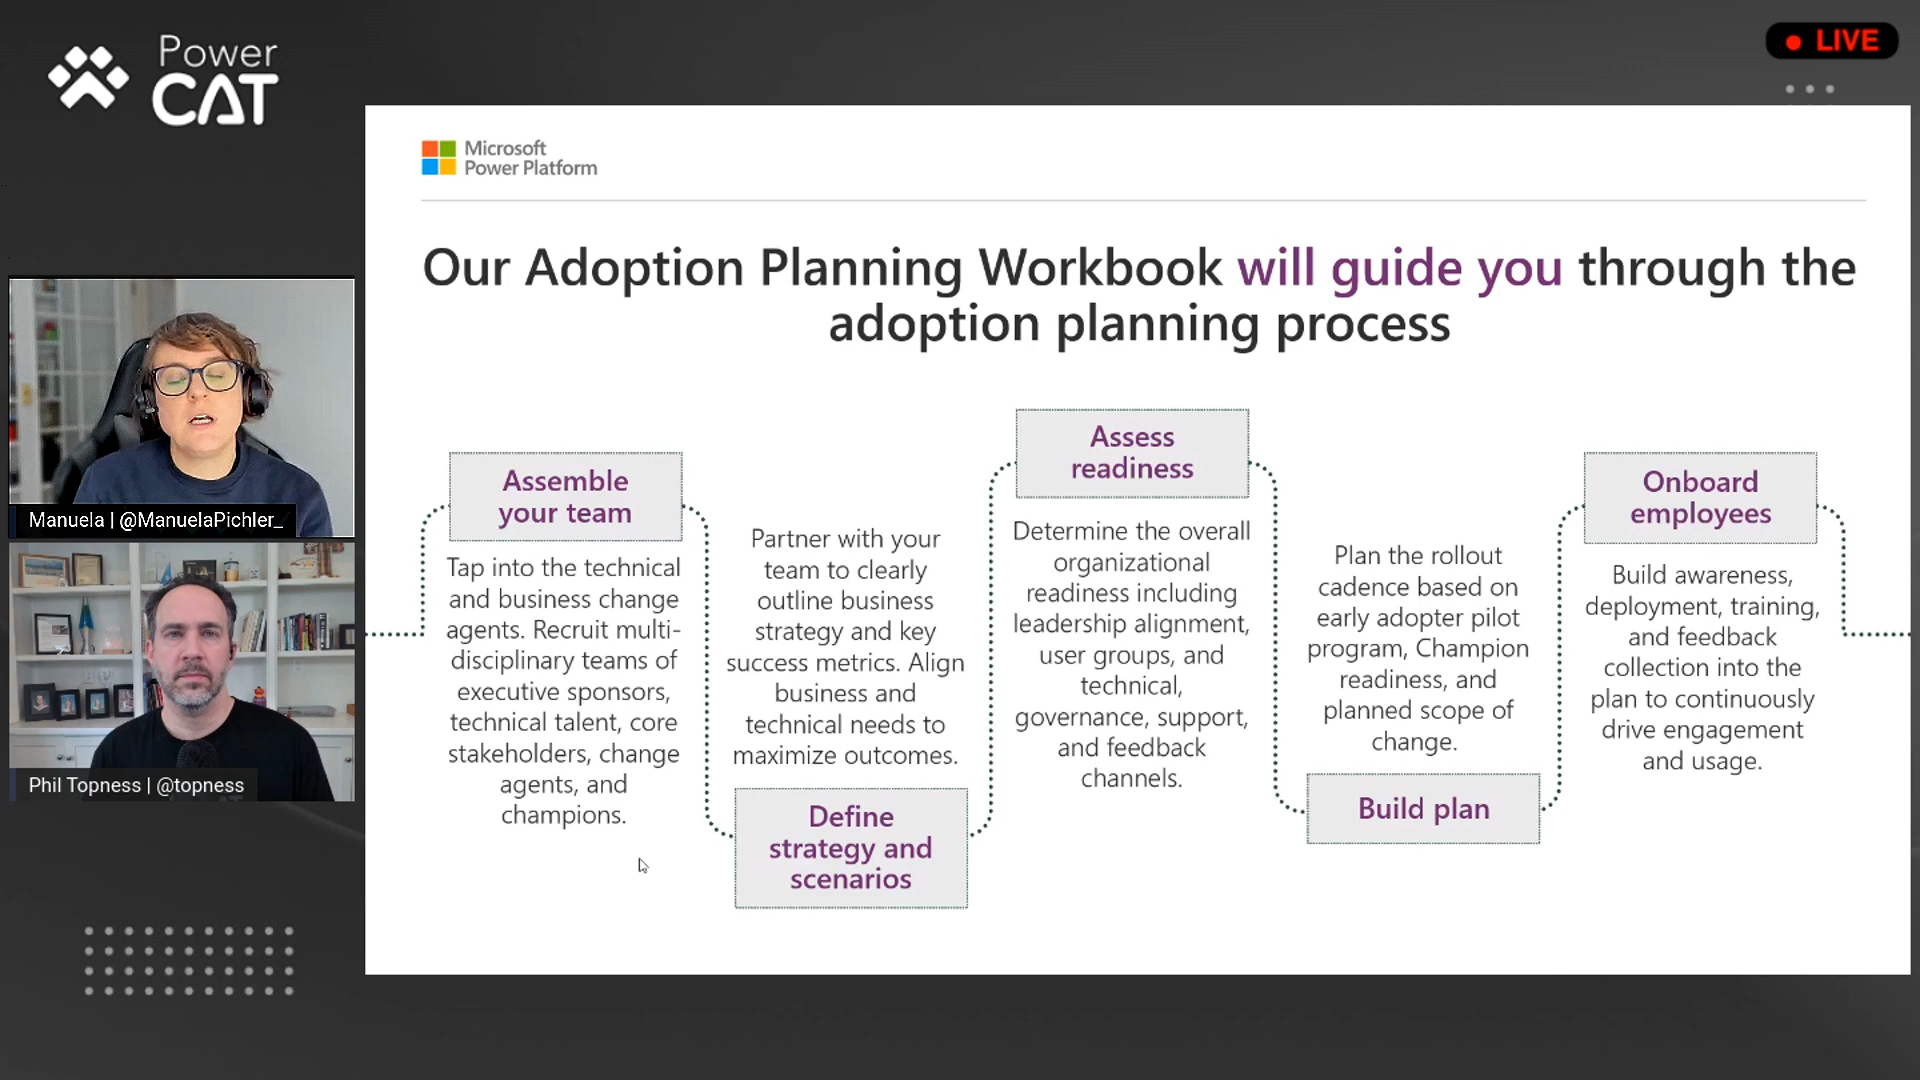 Power
CAT
LIVE
Microsoft
Power Platform
Our Adoption Planning Workbook will guide you through the
adoption planning process
Manuela | @ManuelaPichler_
Phil Topness | @topness
Assemble
your team
Tap into the technical
and business change
agents. Recruit multi-
disciplinary teams of
executive sponsors,
technical talent, core
stakeholders, change
agents, and
champions.
Partner with your
team to clearly
outline business
strategy and key
success metrics. Align
business and
technical needs to
maximize outcomes.
Define
strategy and
scenarios
Assess
readiness
Determine the overall
organizational
readiness including
leadership alignment,
user groups, and
technical,
governance, support,
and feedback
channels.
Plan the rollout
cadence based on
early adopter pilot
program, Champion
readiness, and
planned scope of
change.
Build plan
Onboard
employees
Build awareness,
deployment, training,
and feedback
collection into the
plan to continuously
drive engagement
and usage.